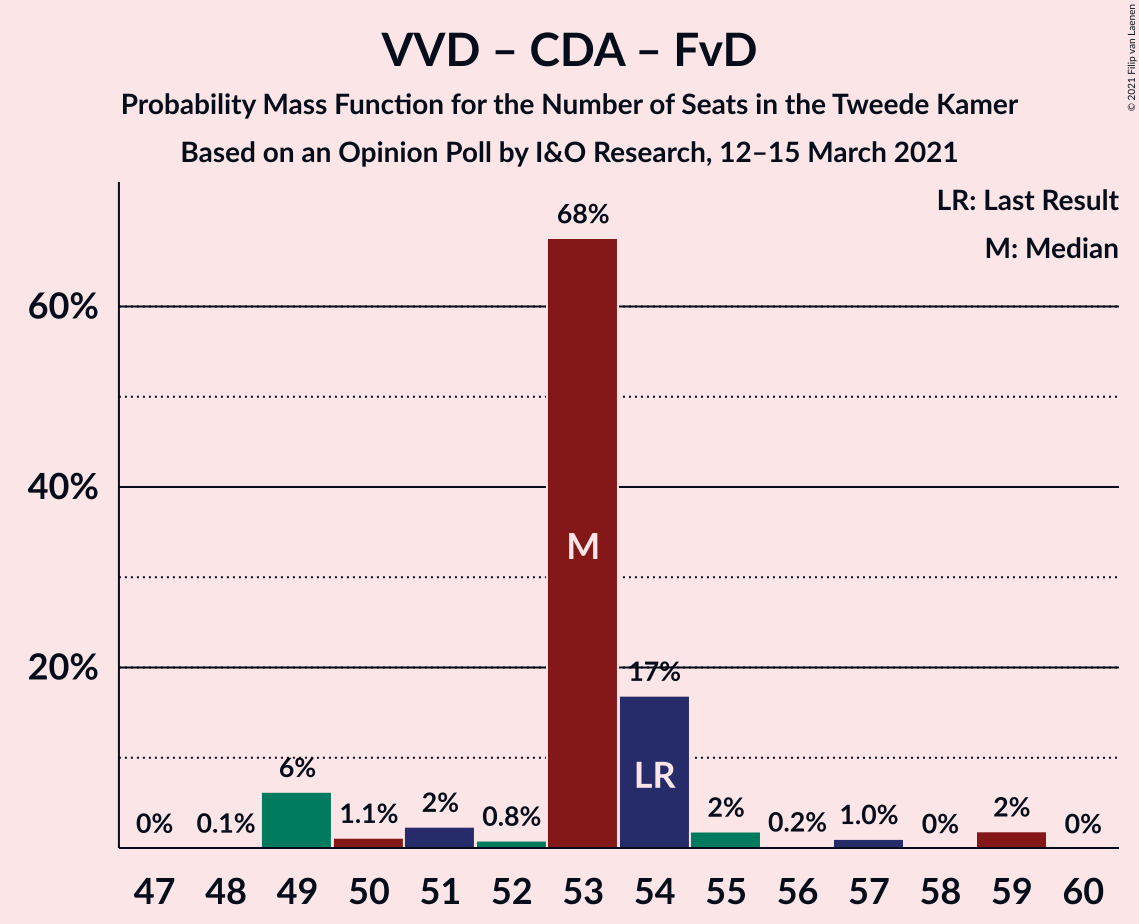 © 2021 Filip van Laenen
VVD – CDA – FvD
Probability Mass Function for the Number of Seats in the Tweede Kamer
Based on an Opinion Poll by I&O Research, 12–15 March 2021
LR: Last Result
M: Median
60%
40%
20%
0%
0.1%
6%
1.1%
2%
0.8%
68%
17%
2%
0.2%
1.0%
0%
2%
0%
M
LR
47 48 49 50 51 52 53 54 55 56 57 58 59 60